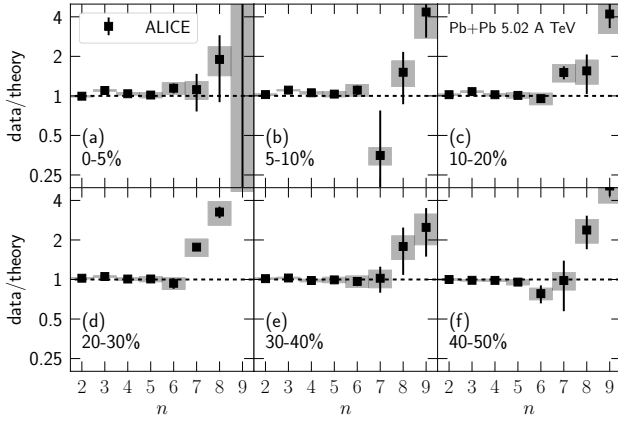 ALICE
Pb+Pb 5.02 A TeV
data/theory
4
2
1
0.5
0.25
(a)
0-5%
(b)
5-10%
(c)
10-20%
data/theory
4
2
1
0.5
0.25
(d)
20-30%
(e)
30-40%
(f)
40-50%
2 3 4 5 6 7 8 9
2 3 4 5 6 7 8 9
2 3 4 5 6 7 8 9
n
n
n